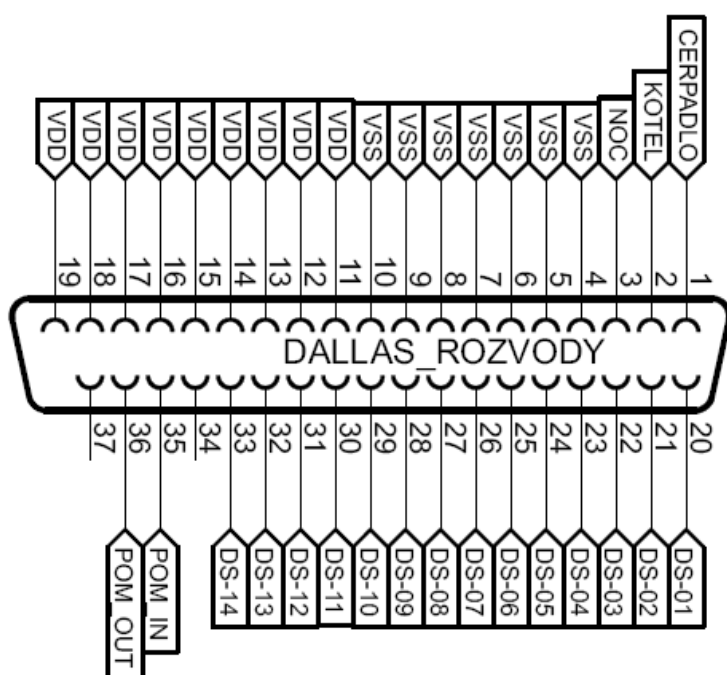 VDD
VDD
VDD
VDD
VDD
VDD
VDD
VDD
VDD
VSS
VSS
VSS
VSS
VSS
VSS
VSS
NOC
KOTEL
CERPADLO
19
18
17
16
15
14
13
12
11
10
9
8
7
6
5
4
3
2
1
DALLAS_ROZVODY
37
36
35
34
33
32
31
30
29
28
27
26
25
24
23
22
21
20
POM_OUT
POM_IN
DS-14
DS-13
DS-12
DS-11
DS-10
DS-09
DS-08
DS-07
DS-06
DS-05
DS-04
DS-03
DS-02
DS-01